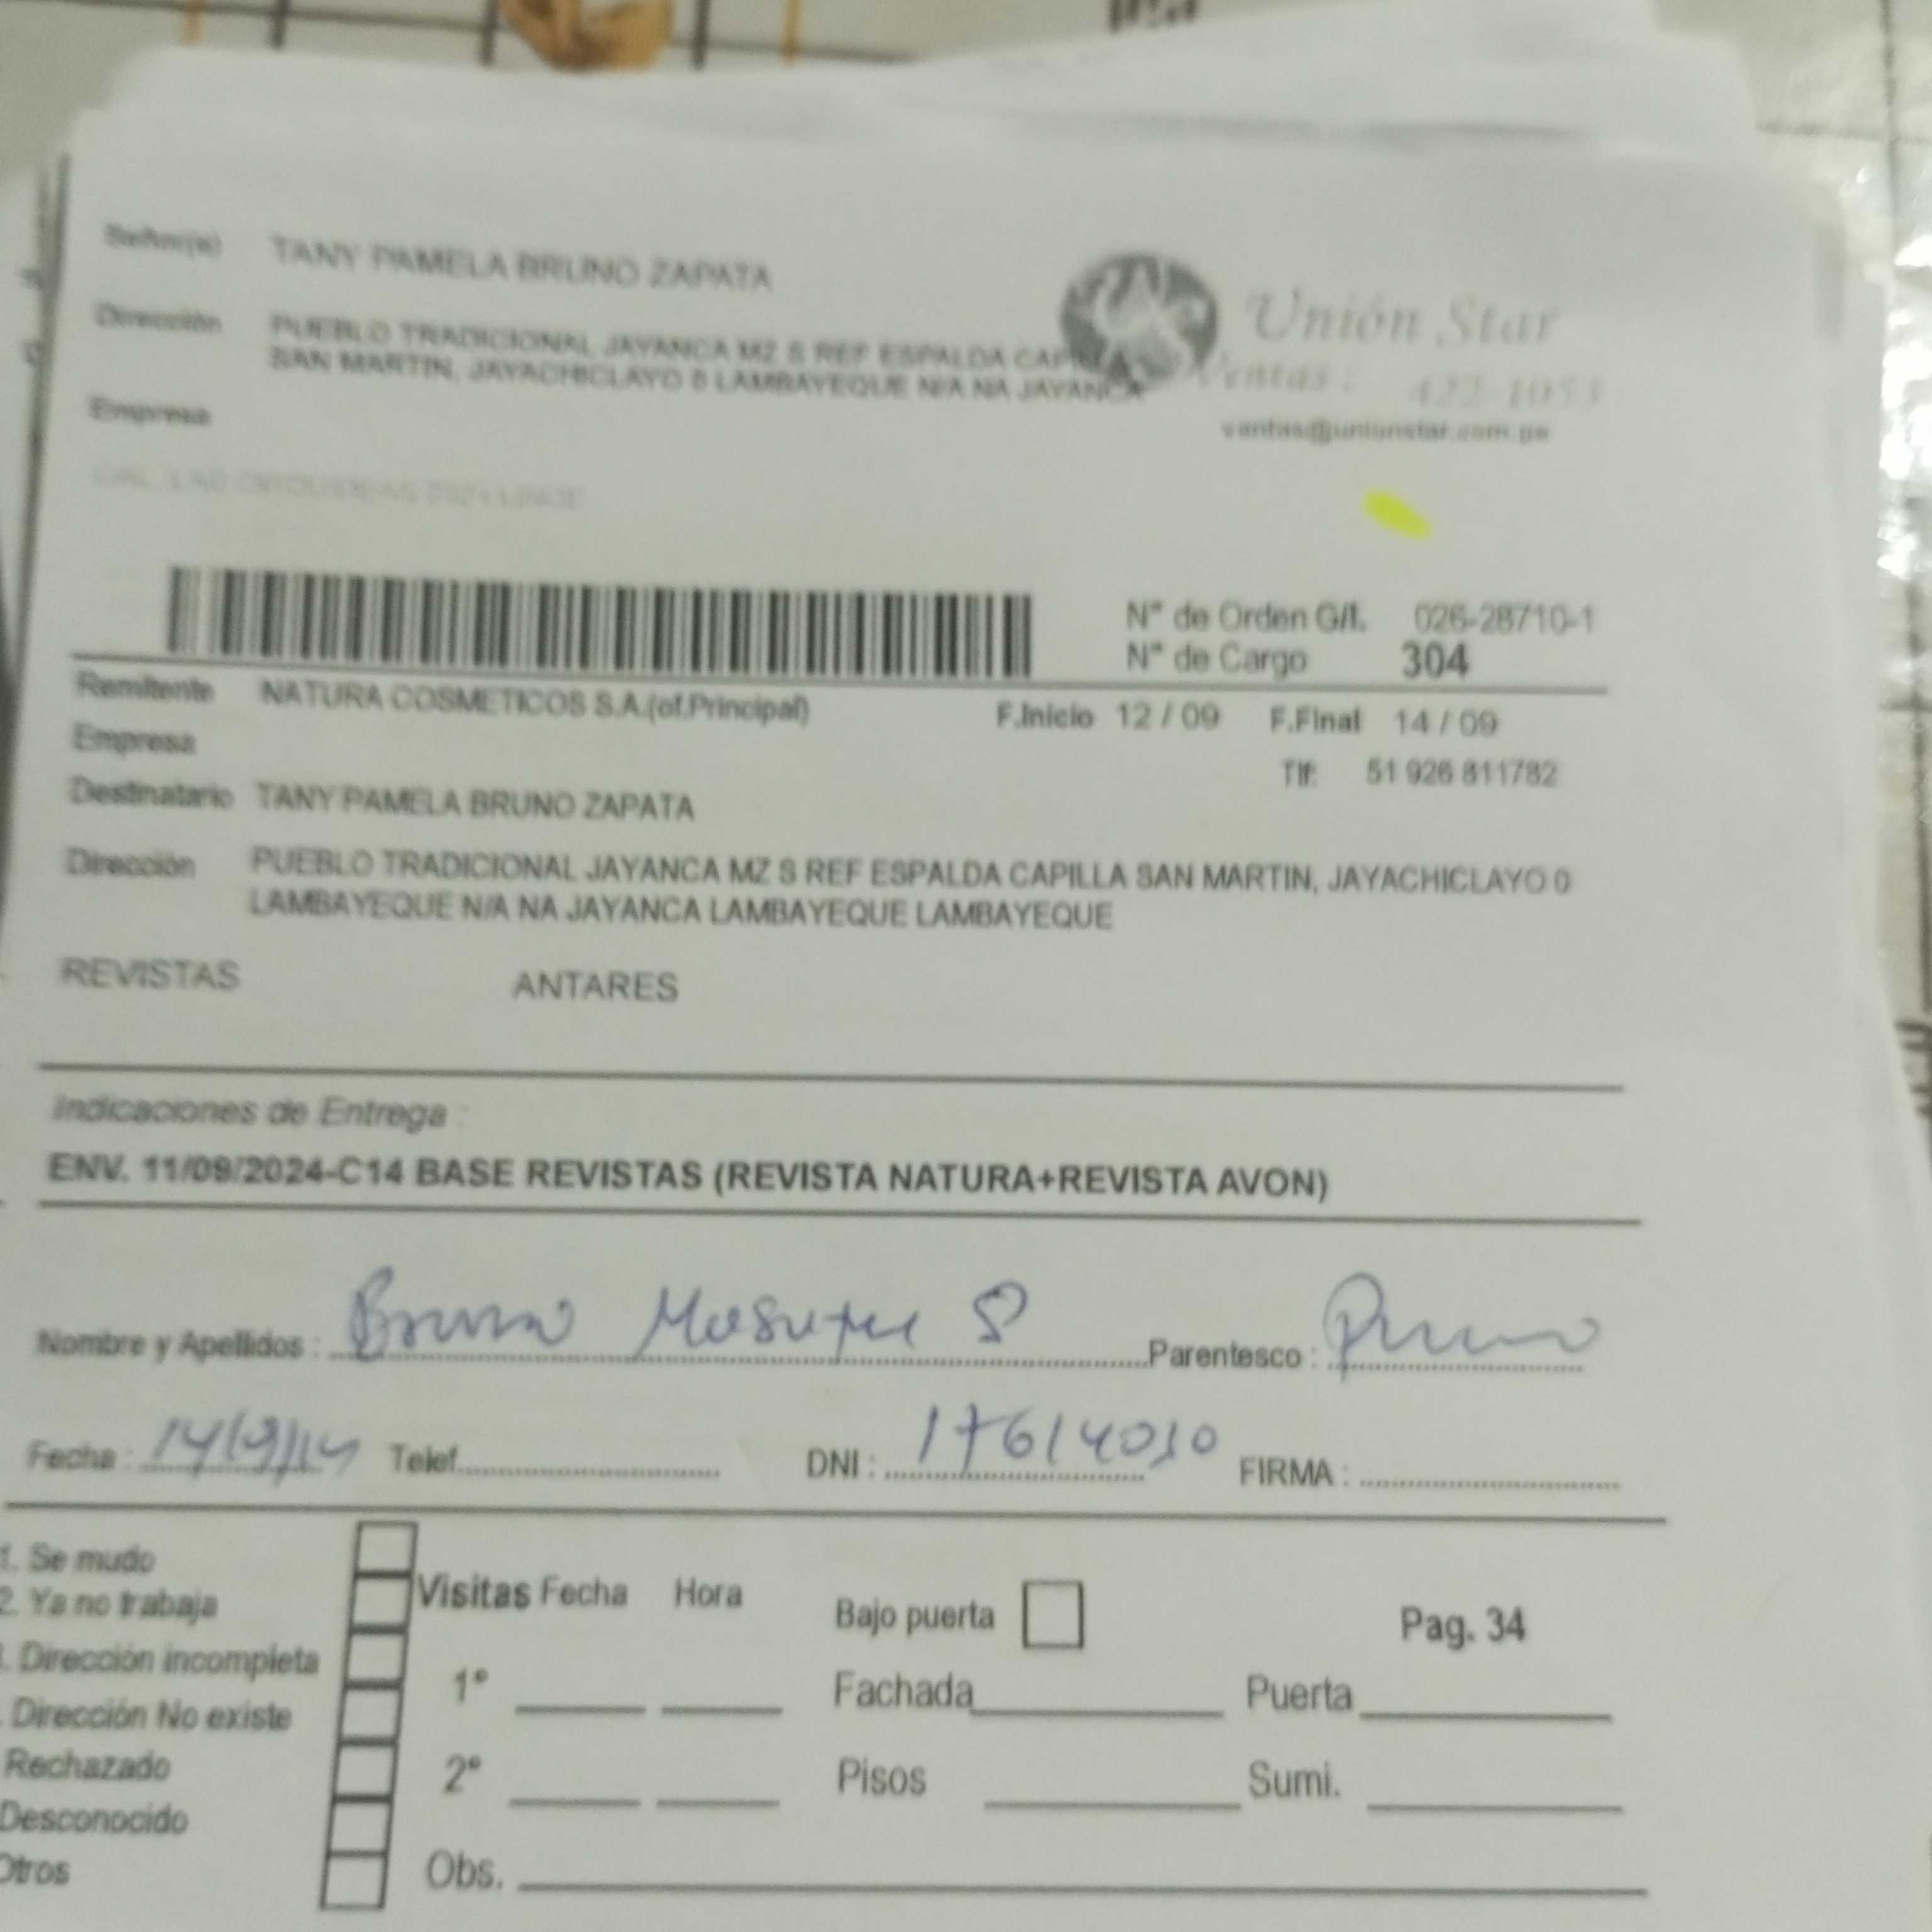 Señor(a) TANY PAMELA BRUNO ZAPATA
Dirección PUEBLO TRADICIONAL JAYANCA MZ S REF ESPALDA CAPILLA
SAN MARTIN, JAYACHICLAYO 0 LAMBAYEQUE N/A NA JAYANCA
Unión Star
Ventas : 422-1053
ventas@unionstar.com.pe
Empresa
N° de Orden G/I. 026-28710-1
N° de Cargo 304
Remitente NATURA COSMETICOS S.A.(of.Principal) F.Inicio 12 / 09 F.Final 14 / 09
Empresa
Tlf: 51 926 811782
Destinatario TANY PAMELA BRUNO ZAPATA
Dirección PUEBLO TRADICIONAL JAYANCA MZ S REF ESPALDA CAPILLA SAN MARTIN, JAYACHICLAYO 0
LAMBAYEQUE N/A NA JAYANCA LAMBAYEQUE LAMBAYEQUE
REVISTAS ANTARES
Indicaciones de Entrega :
ENV. 11/09/2024-C14 BASE REVISTAS (REVISTA NATURA+REVISTA AVON)
Nombre y Apellidos : Bruno Parentesco :
Fecha : Telef. DNI : 17614010 FIRMA :
1. Se mudo
2. Ya no trabaja
. Dirección incompleta
. Dirección No existe
Rechazado
Desconocido
Otros
Visitas Fecha Hora
1°
2°
Obs.
Bajo puerta
Fachada Puerta
Pisos Sumi.
Pag. 34